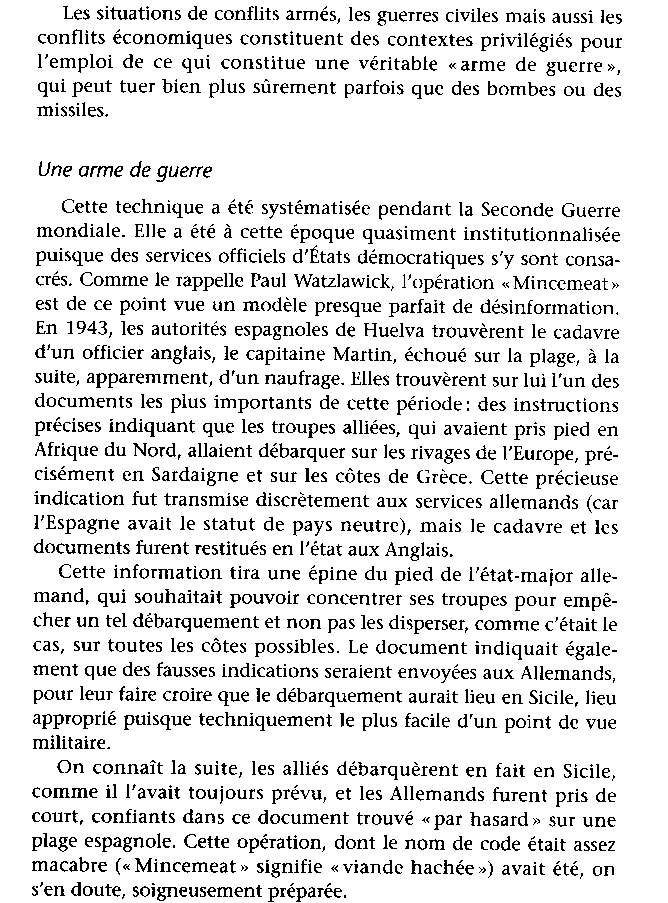 Les situations de conflits armés, les guerres civiles mais aussi les
conflits économiques constituent des contextes privilégiés pour
l'emploi de ce qui constitue une véritable «arme de guerre»,
qui peut tuer bien plus sûrement parfois que des bombes ou des
missiles.
Une arme de guerre
Cette technique a été systématisée pendant la Seconde Guerre
mondiale. Elle a été à cette époque quasiment institutionnalisée
puisque des services officiels d'États démocratiques s'y sont consa-
crés. Comme le rappelle Paul Watzlawick, l'opération «Mincemeat»
est de ce point vue un modèle presque parfait de désinformation.
En 1943, les autorités espagnoles de Huelva trouvèrent le cadavre
d'un officier anglais, le capitaine Martin, échoué sur la plage, à la
suite, apparemment, d'un naufrage. Elles trouvèrent sur lui l'un des
documents les plus importants de cette période: des instructions
précises indiquant que les troupes alliées, qui avaient pris pied en
Afrique du Nord, allaient débarquer sur les rivages de l'Europe, pré-
cisément en Sardaigne et sur les côtes de Grèce. Cette précieuse
indication fut transmise discrètement aux services allemands (car
l'Espagne avait le statut de pays neutre), mais le cadavre et les
documents furent restitués en l'état aux Anglais.
Cette information tira une épine du pied de l'état-major alle-
mand, qui souhaitait pouvoir concentrer ses troupes pour empê-
cher un tel débarquement et non pas les disperser, comme c'était le
cas, sur toutes les côtes possibles. Le document indiquait égale-
ment que des fausses indications seraient envoyées aux Allemands,
pour leur faire croire que le débarquement aurait lieu en Sicile, lieu
approprié puisque techniquement le plus facile d'un point de vue
militaire.
On connaît la suite, les alliés débarquèrent en fait en Sicile,
comme il l'avait toujours prévu, et les Allemands furent pris de
court, confiants dans ce document trouvé «par hasard» sur une
plage espagnole. Cette opération, dont le nom de code était assez
macabre («Mincemeat» signifie «viande hachée») avait été, on
s'en doute, soigneusement préparée.